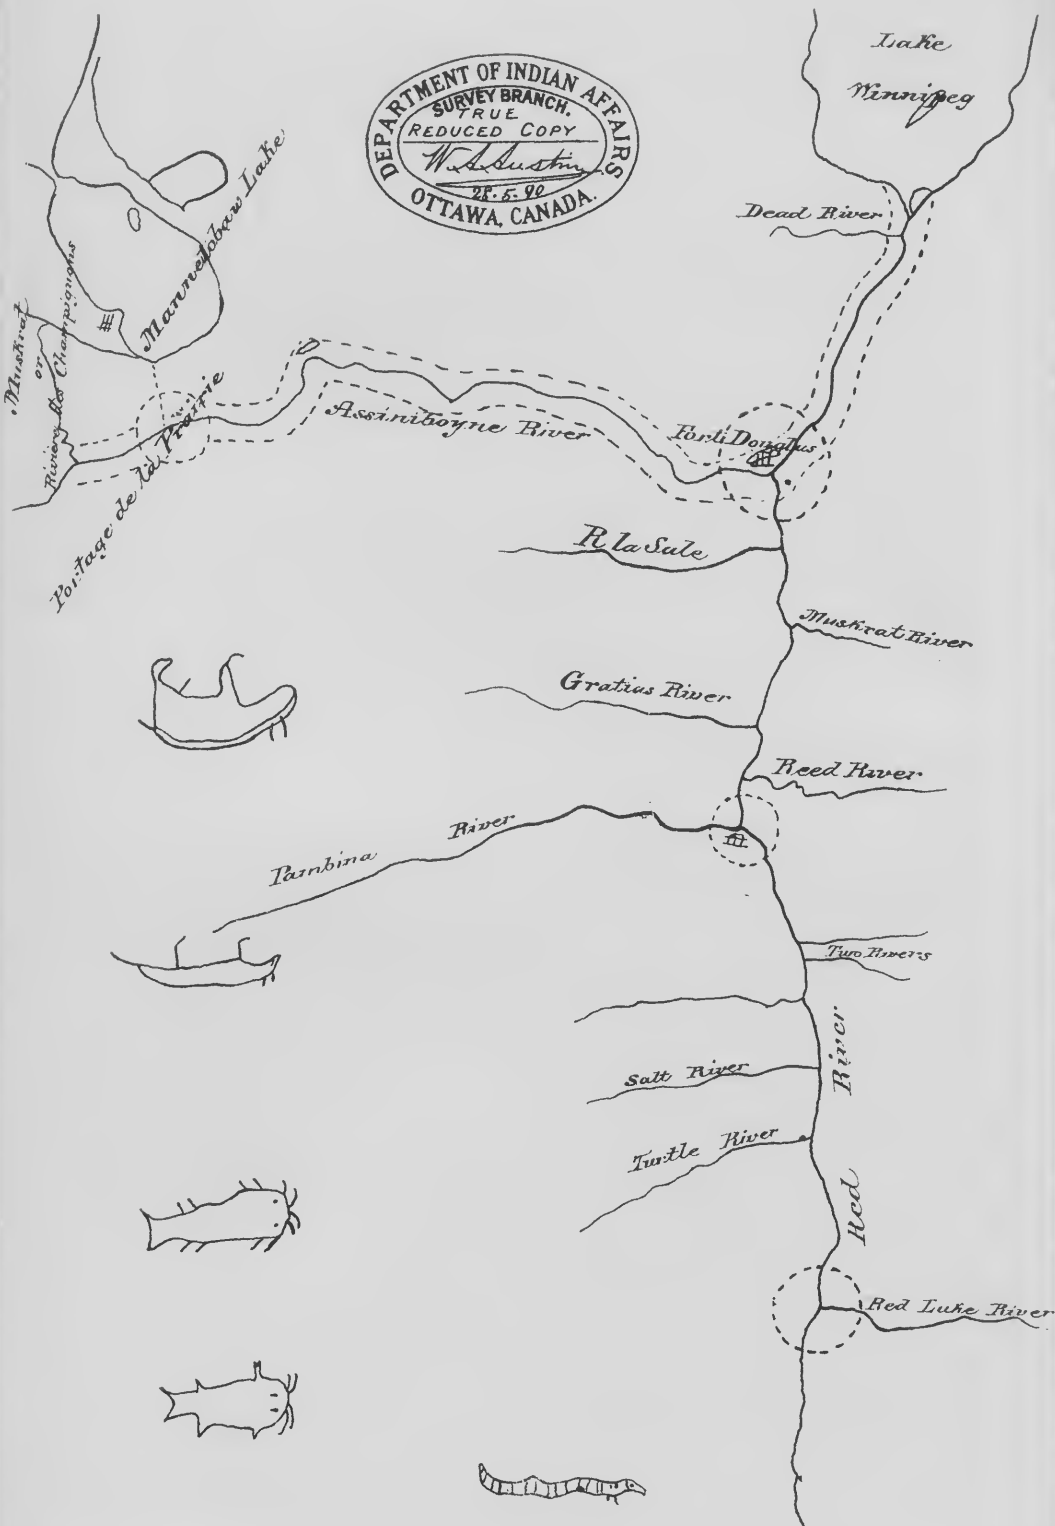 Lake
Winnipeg
DEPARTMENT OF INDIAN AFFAIRS
SURVEY BRANCH.
TRUE
REDUCED COPY
W. A. Austin
28.5.90
OTTAWA, CANADA.
Dead River
Mannetobaw Lake
Muskrat
or
Rivière des Champignons
Portage de la Prairie
Assiniboyne River
Fort Douglas
R la Sale
Muskrat River
Gratias River
Reed River
Pambina River
Two Rivers
Salt River
Turtle River
Red River
Red Lake River